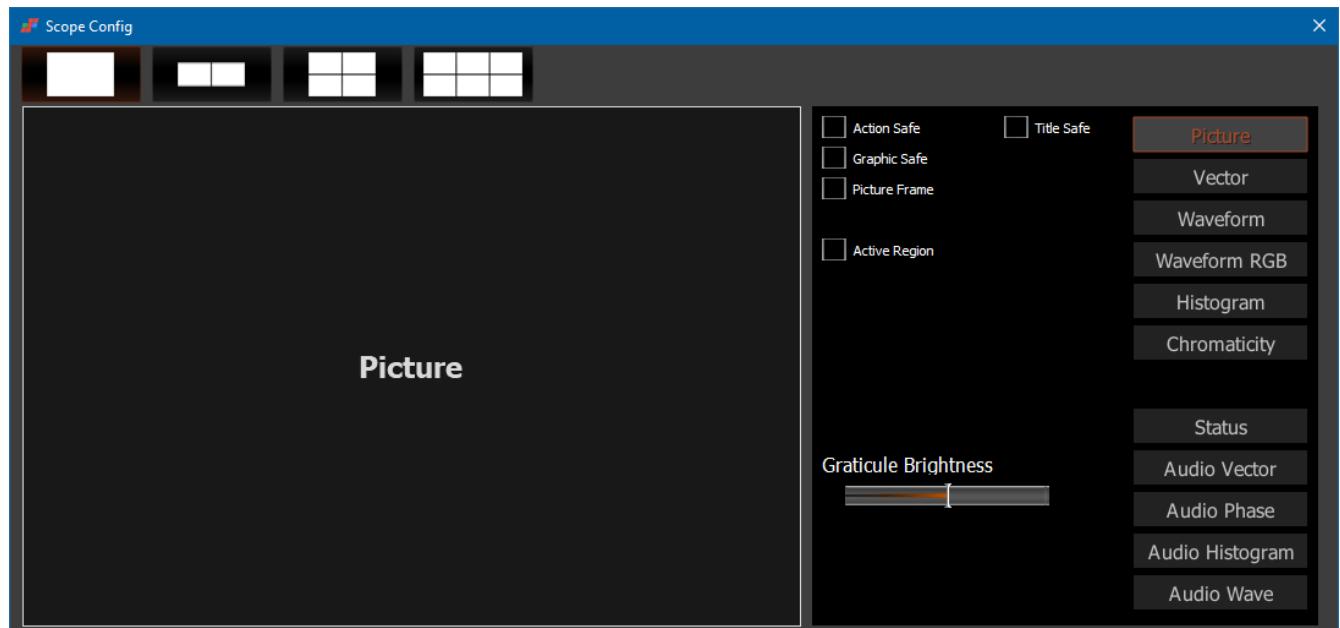 Scope Config
Action Safe
Title Safe
Graphic Safe
Picture Frame
Active Region
Picture
Graticule Brightness
Picture
Vector
Waveform
Waveform RGB
Histogram
Chromaticity
Status
Audio Vector
Audio Phase
Audio Histogram
Audio Wave